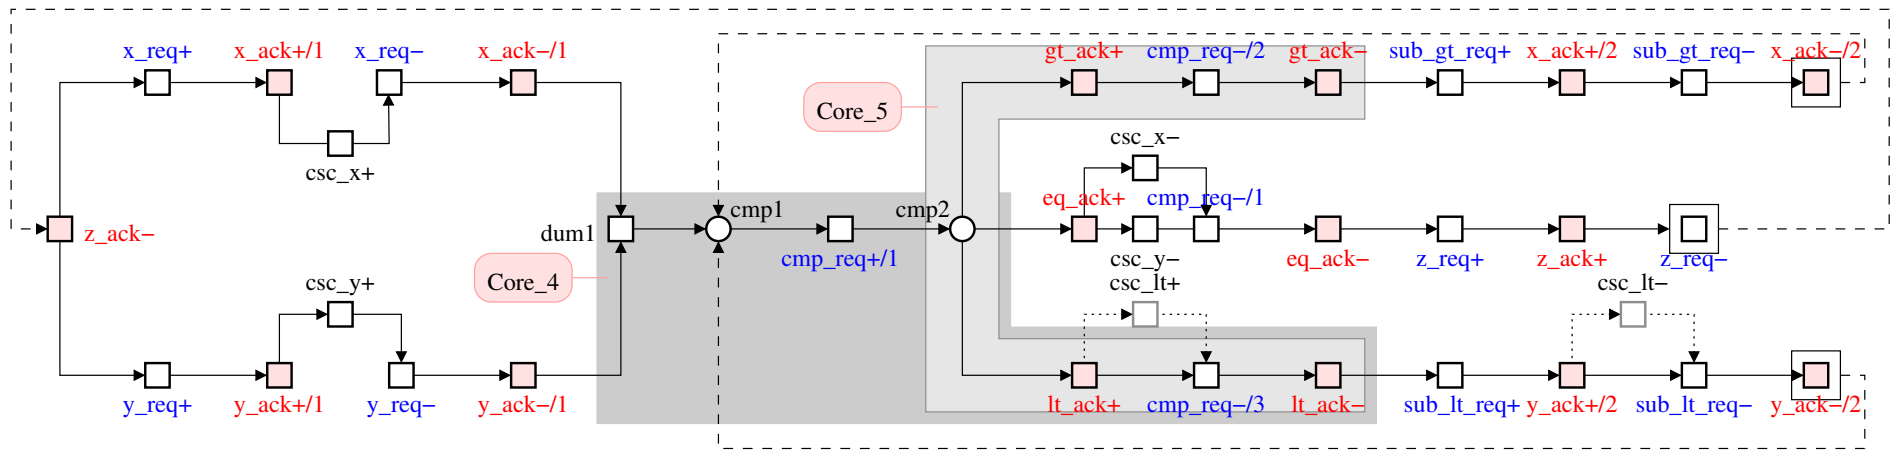 x_req+ x_ack+/1 x_req− x_ack−/1 gt_ack+ cmp_req−/2 gt_ack− sub_gt_req+ x_ack+/2 sub_gt_req− x_ack−/2
Core_5
csc_x−
csc_x+
eq_ack+ cmp_req−/1
cmp1 cmp2
z_ack− dum1
cmp_req+/1 csc_y− eq_ack− z_req+ z_ack+ z_req−
Core_4 csc_y+ csc_lt+ csc_lt−
y_req+ y_ack+/1 y_req− y_ack−/1 lt_ack+ cmp_req−/3 lt_ack− sub_lt_req+ y_ack+/2 sub_lt_req− y_ack−/2